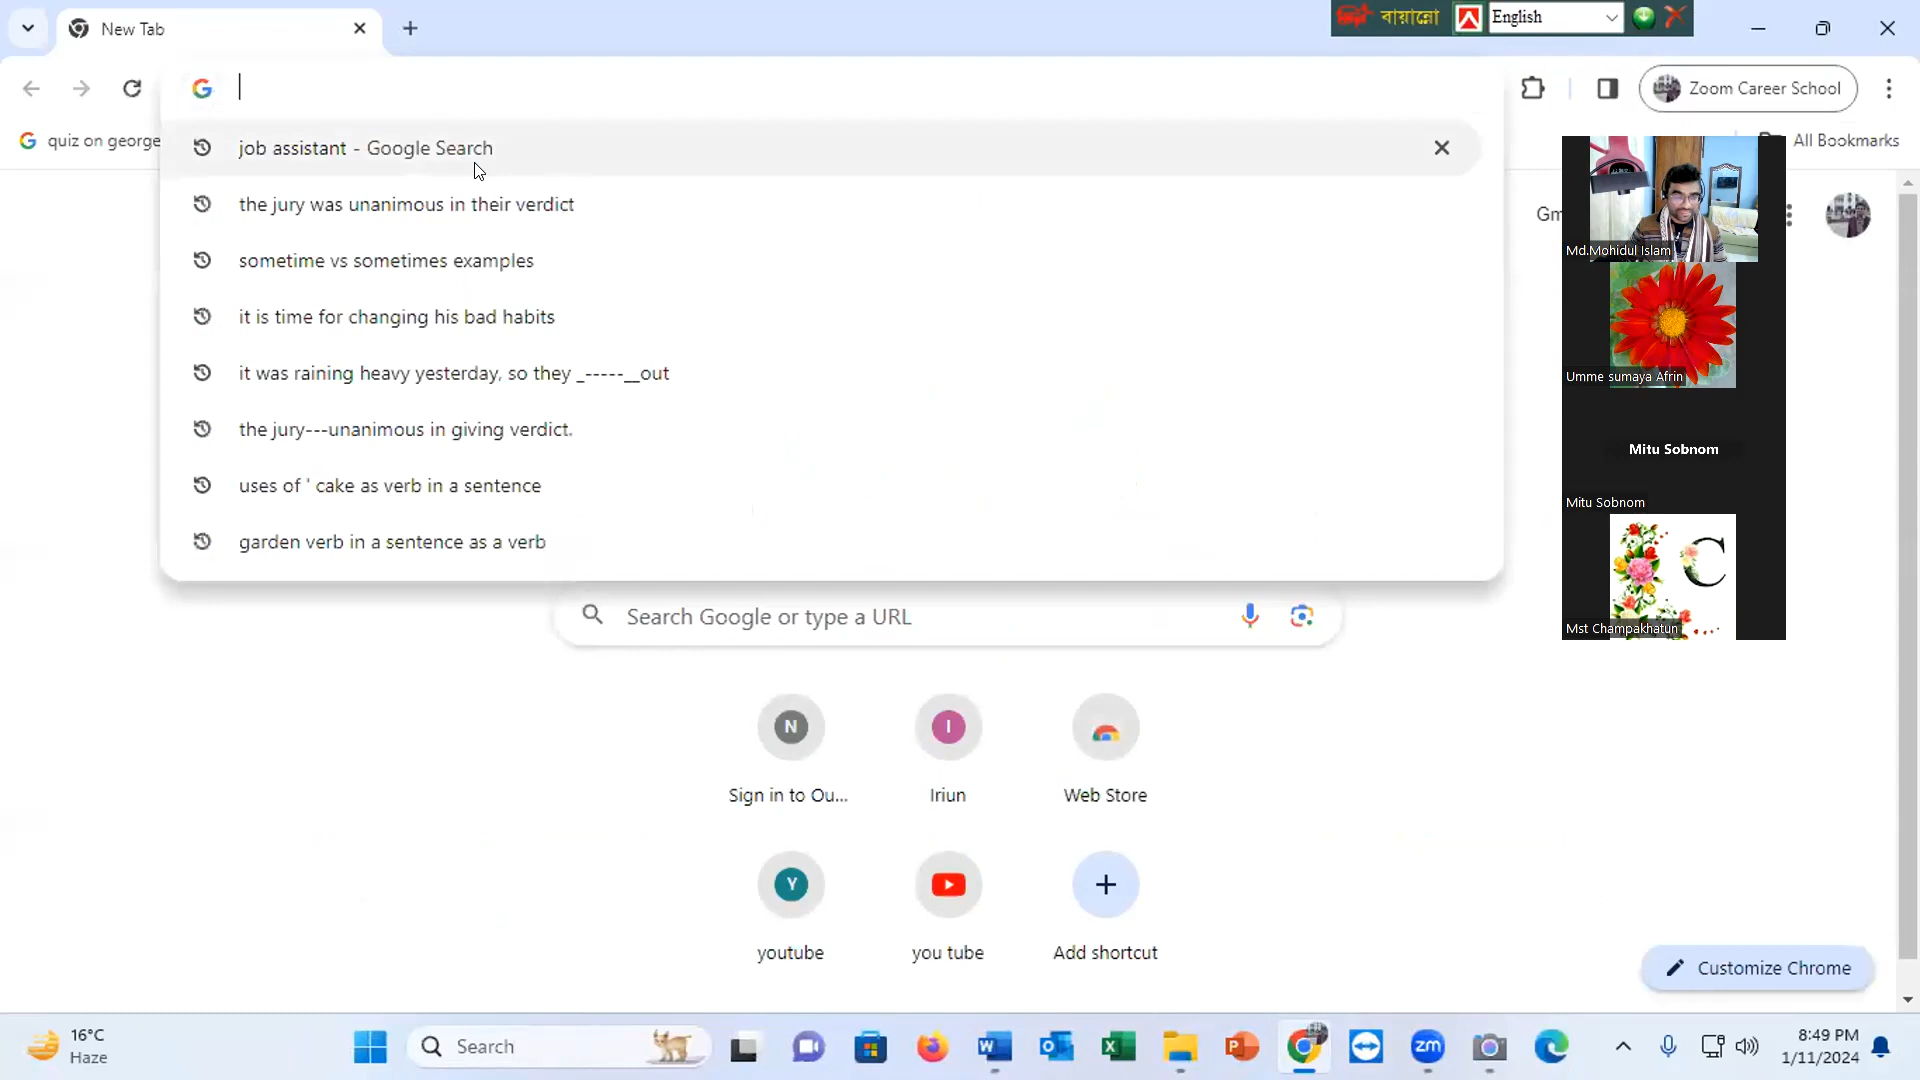 New Tab
বায়ান্নো
English
Zoom Career School
quiz on george
All Bookmarks
job assistant - Google Search
the jury was unanimous in their verdict
sometime vs sometimes examples
it is time for changing his bad habits
it was raining heavy yesterday, so they _-----__out
the jury---unanimous in giving verdict.
uses of ' cake as verb in a sentence
garden verb in a sentence as a verb
Gm
Md.Mohidul Islam
Umme sumaya Afrin
Mitu Sobnom
Mitu Sobnom
C
Mst Champakhatun
Search Google or type a URL
N
I
Sign in to Ou...
Iriun
Web Store
Y
youtube
you tube
Add shortcut
Customize Chrome
16°C
Haze
Search
W
O
X
P
zm
8:49 PM
1/11/2024